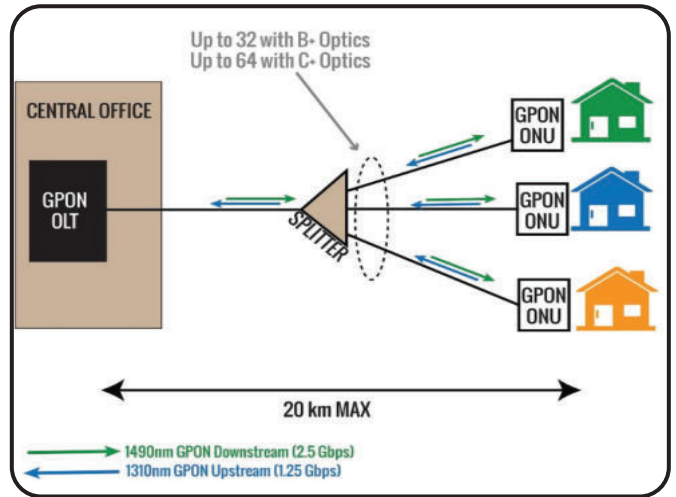 Up to 32 with B+ Optics
Up to 64 with C+ Optics
CENTRAL OFFICE
GPON
OLT
SPLITTER
GPON
ONU
GPON
ONU
GPON
ONU
20 km MAX
1490nm GPON Downstream (2.5 Gbps)
1310nm GPON Upstream (1.25 Gbps)